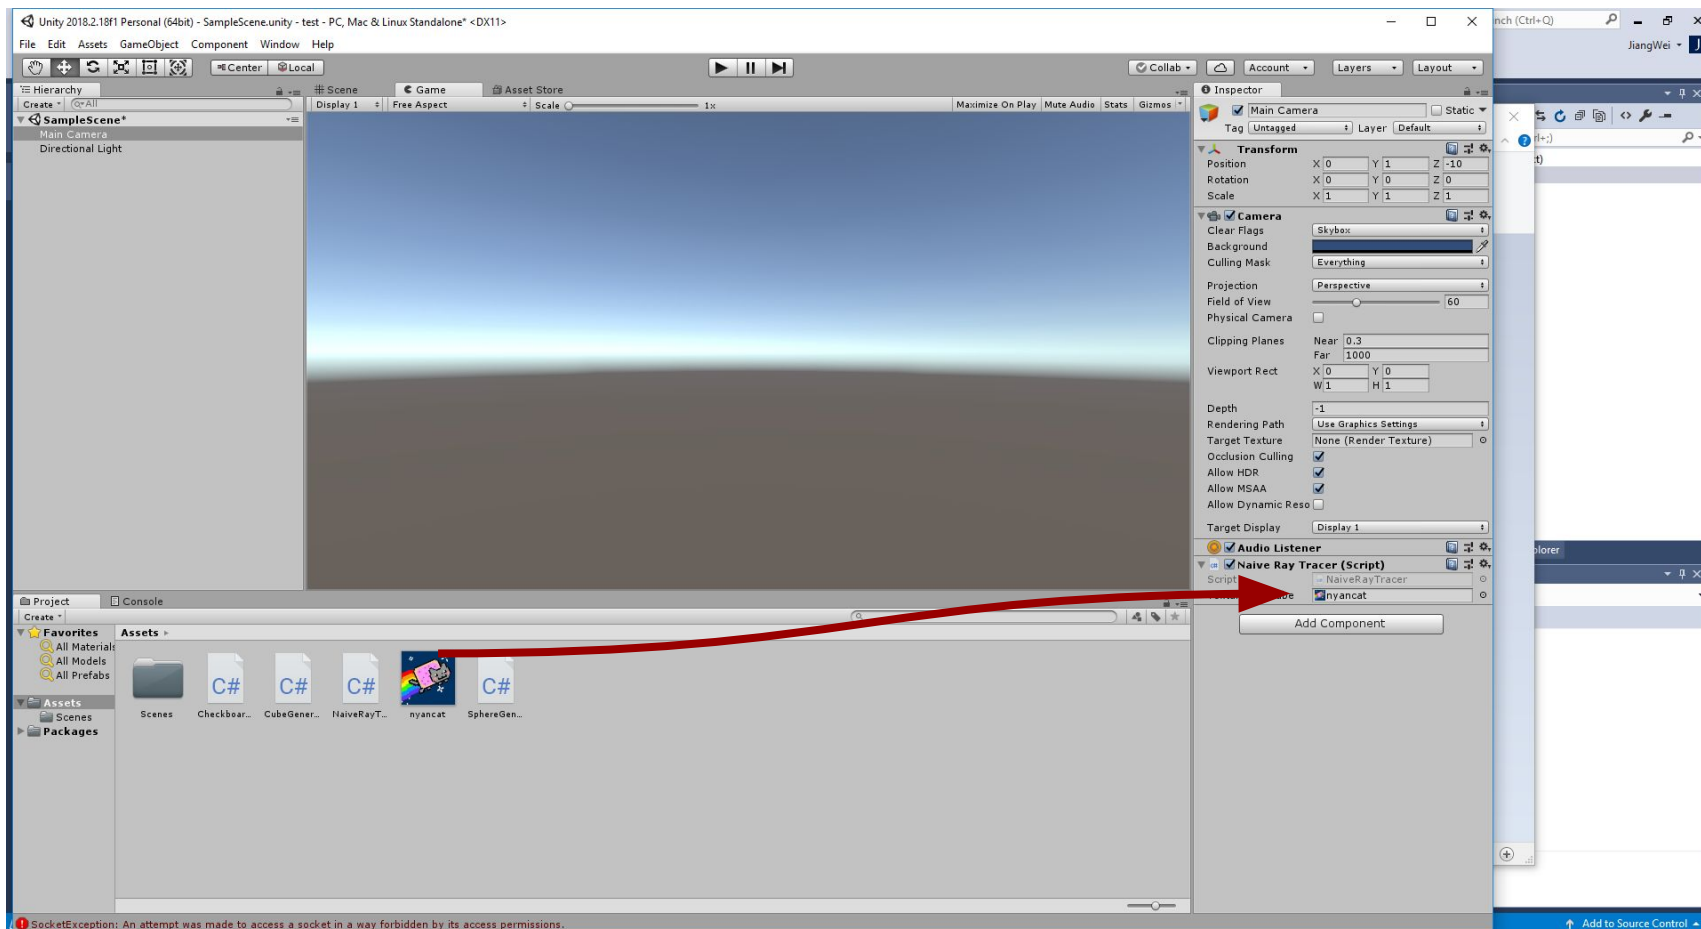 Unity 2018.2.18f1 Personal (64bit) - SampleScene.unity - test - PC, Mac & Linux Standalone* <DX11>
nch (Ctrl+Q)
File Edit Assets GameObject Component Window Help
JiangWei
Center Local
Collab Account Layers Layout
Hierarchy
Scene Game Asset Store
Inspector
Create All
Display 1 Free Aspect Scale 1x
Maximize On Play Mute Audio Stats Gizmos
SampleScene*
Main Camera
Directional Light
Main Camera Static
Tag Untagged Layer Default
Transform
Position X 0 Y 1 Z -10
Rotation X 0 Y 0 Z 0
Scale X 1 Y 1 Z 1
Camera
Clear Flags Skybox
Background
Culling Mask Everything
Projection Perspective
Field of View 60
Physical Camera
Clipping Planes Near 0.3
Far 1000
Viewport Rect X 0 Y 0
W 1 H 1
Depth -1
Rendering Path Use Graphics Settings
Target Texture None (Render Texture)
Occlusion Culling
Allow HDR
Allow MSAA
Allow Dynamic Reso
Target Display Display 1
Audio Listener
Naive Ray Tracer (Script)
Script NaiveRayTracer
nyancat
Add Component
rl+;)
t)
plorer
Project Console
Create
Favorites
All Materials
All Models
All Prefabs
Assets
Scenes
Packages
Assets
C# C# C# C#
Scenes Checkboar... CubeGener... NaiveRayT... nyancat SphereGen...
SocketException: An attempt was made to access a socket in a way forbidden by its access permissions.
Add to Source Control